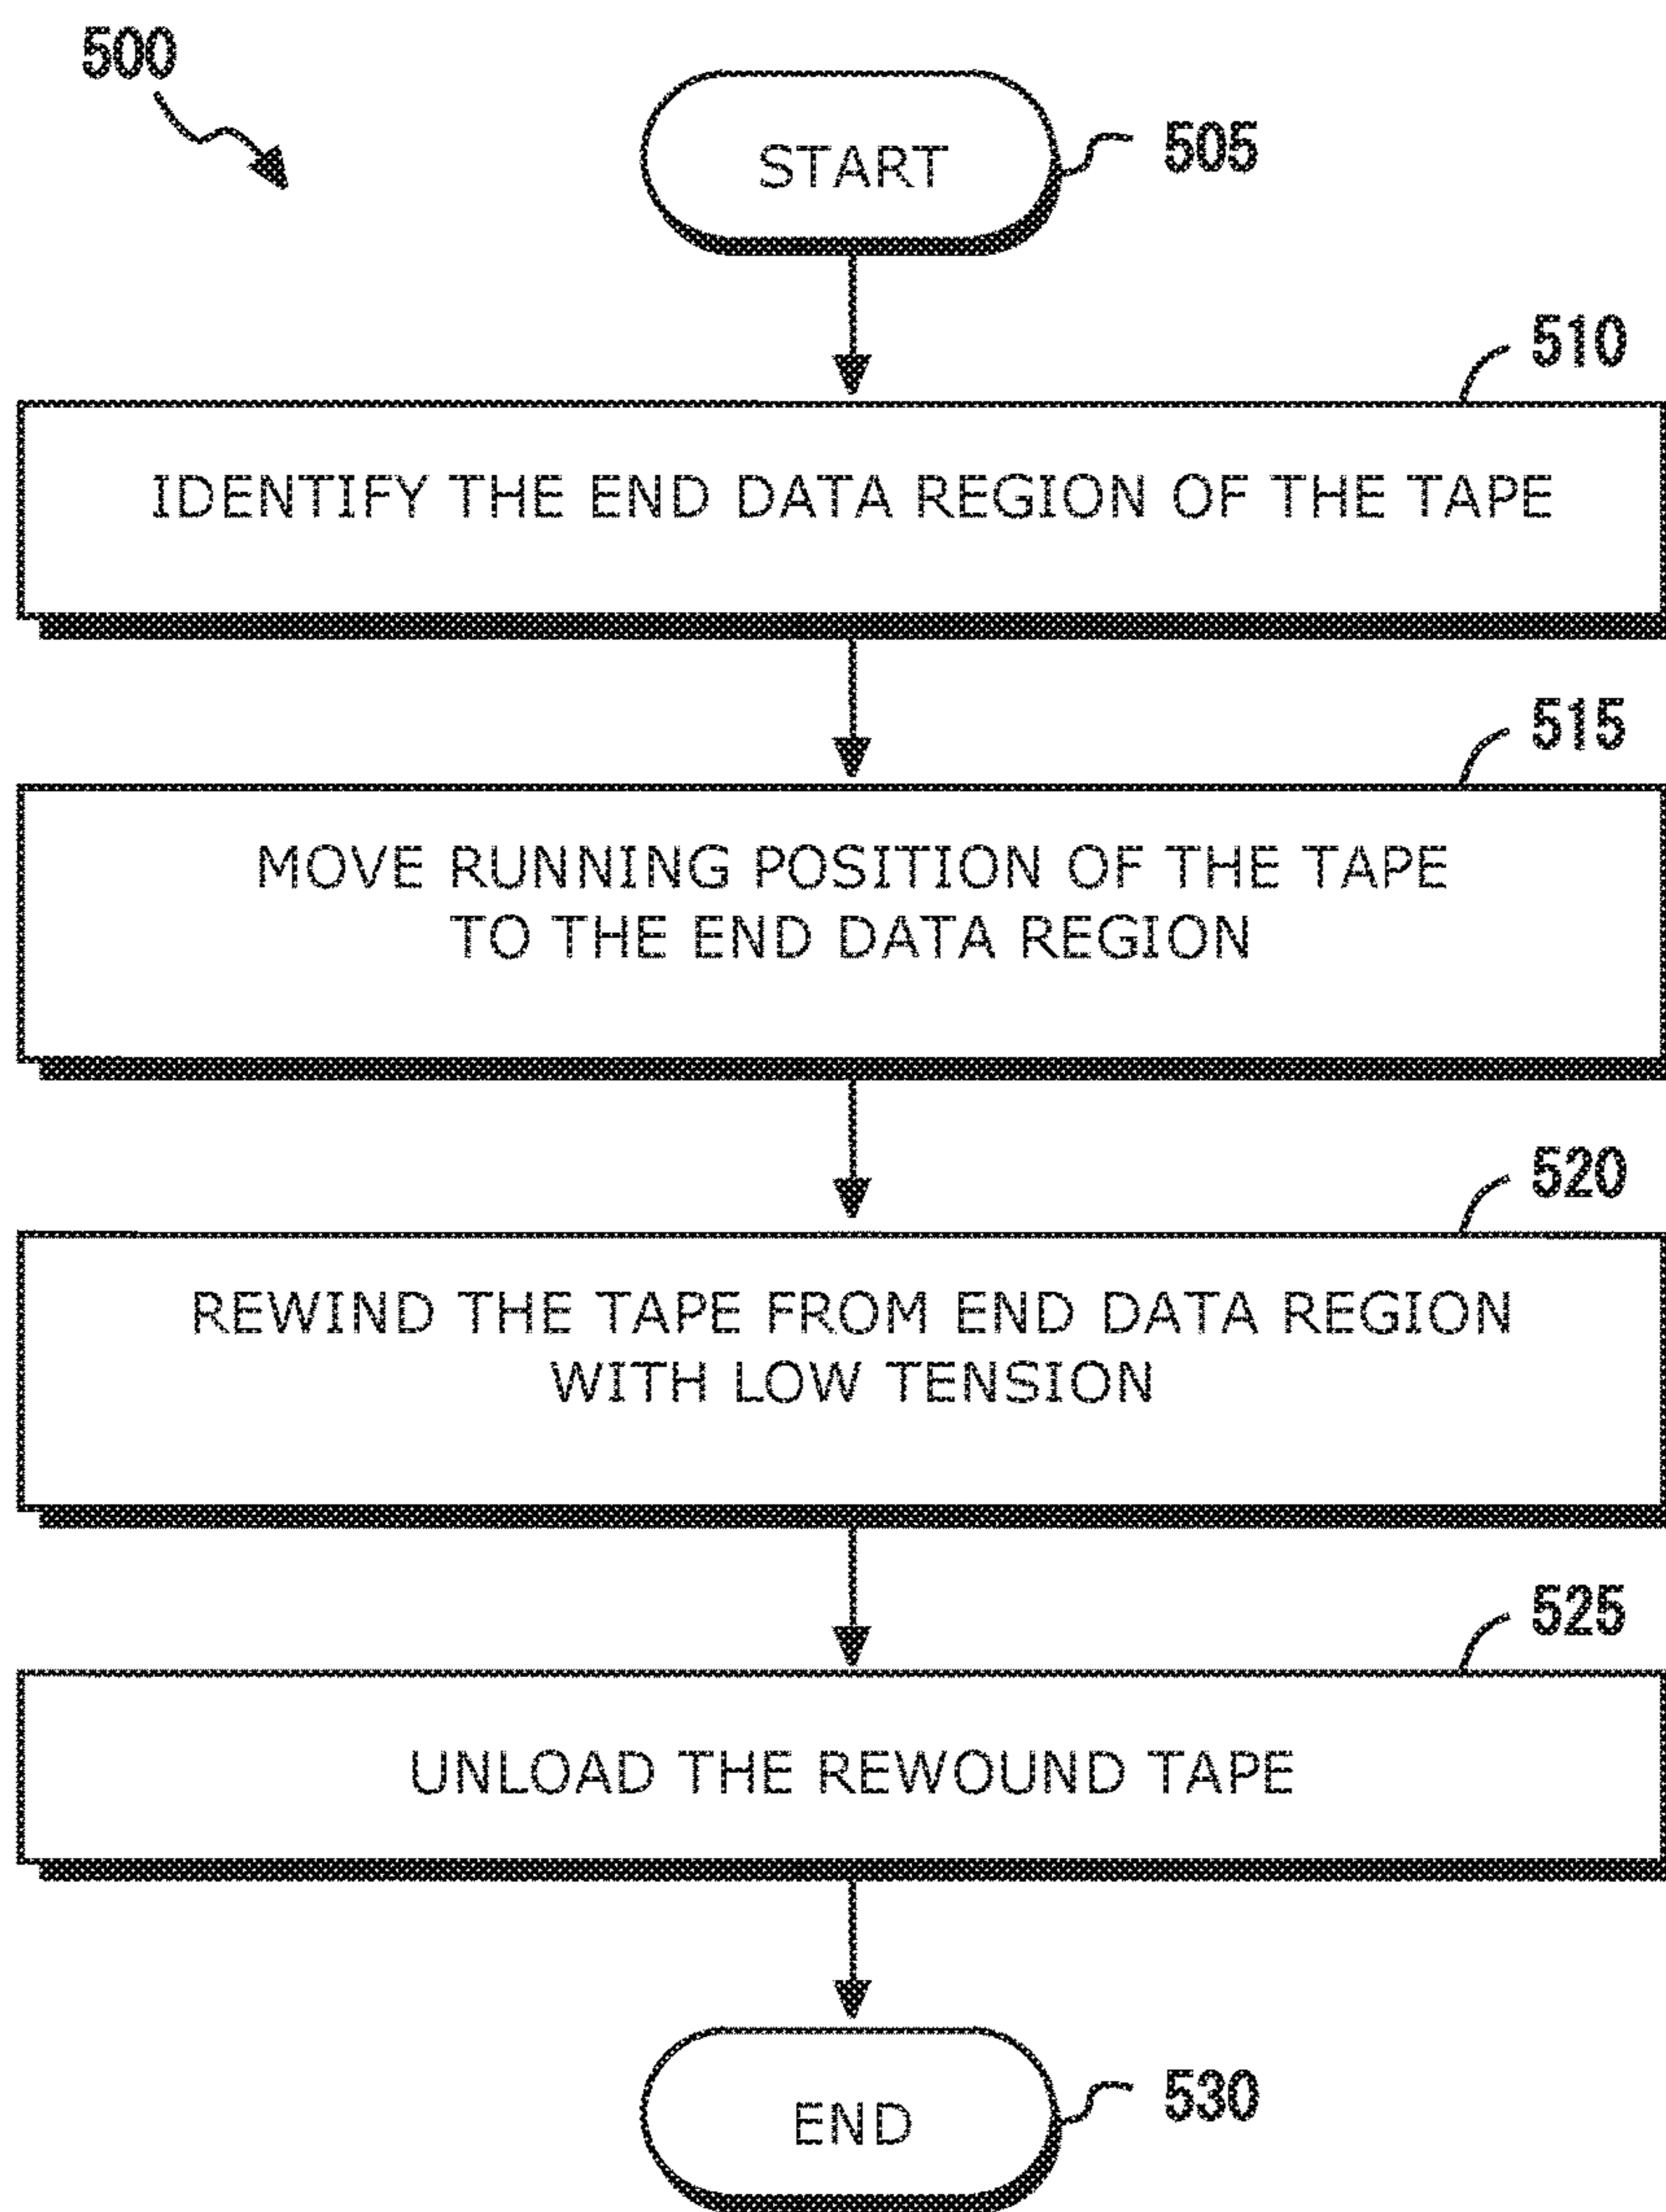 500
START
505
510
IDENTIFY THE END DATA REGION OF THE TAPE
515
MOVE RUNNING POSITION OF THE TAPE
TO THE END DATA REGION
520
REWIND THE TAPE FROM END DATA REGION
WITH LOW TENSION
525
UNLOAD THE REWOUND TAPE
END
530